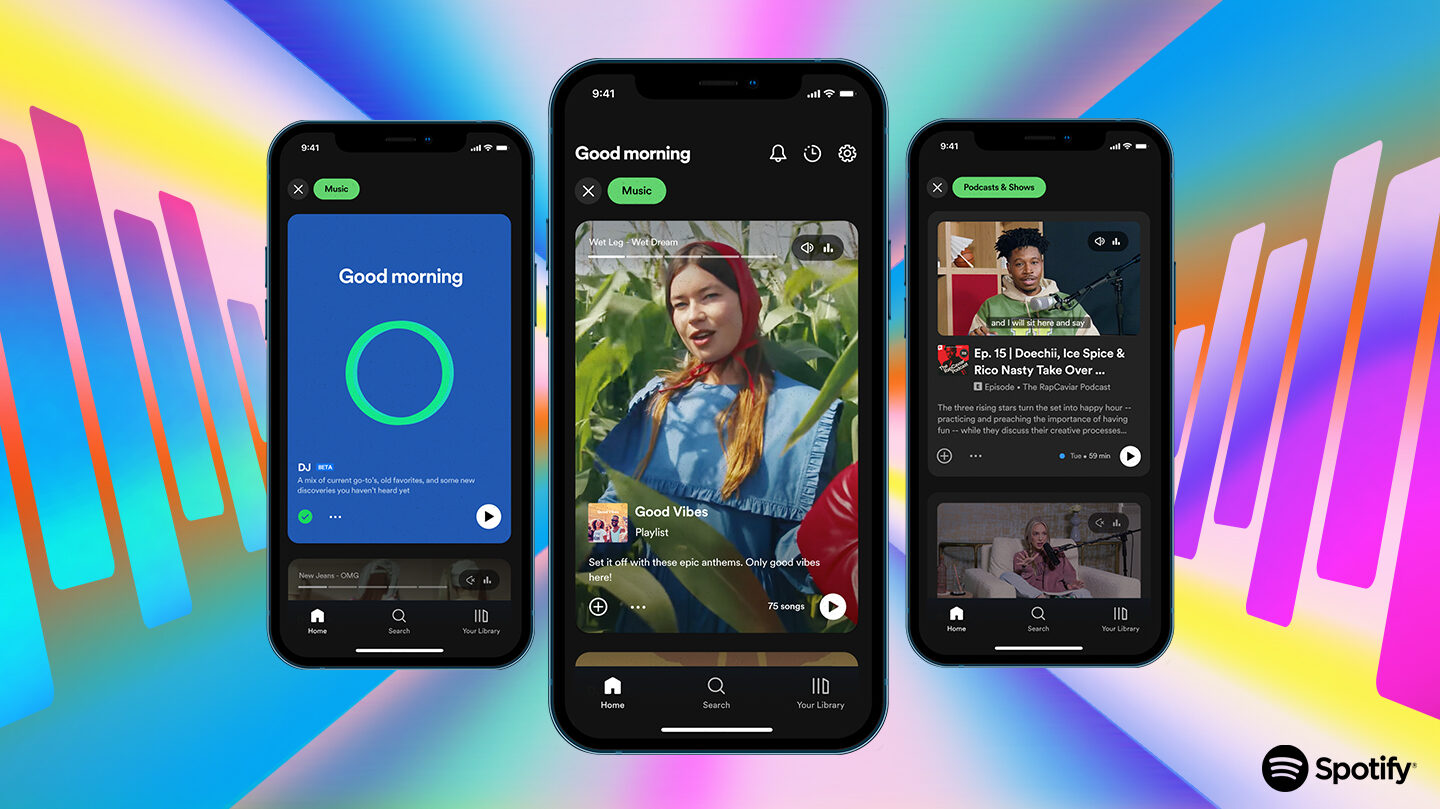 9:41
Music
Good morning
DJ BETA
A mix of current go-to's, old favorites, and some new
discoveries you haven't heard yet
New Jeans - OMG
Home
Search
Your Library
9:41
Good morning
Music
Wet Leg - Wet Dream
Good Vibes
Good Vibes
Playlist
Set it off with these epic anthems. Only good vibes
here!
75 songs
Home
Search
Your Library
9:41
Podcasts & Shows
and I will sit here and say
The RapCaviar
Podcast
Ep. 15 | Doechii, Ice Spice &
Rico Nasty Take Over ...
E Episode • The RapCaviar Podcast
The three rising stars turn the set into happy hour --
practicing and preaching the importance of having
fun -- while they discuss their creative processes...
Tue • 59 min
Home
Search
Your Library
Spotify®